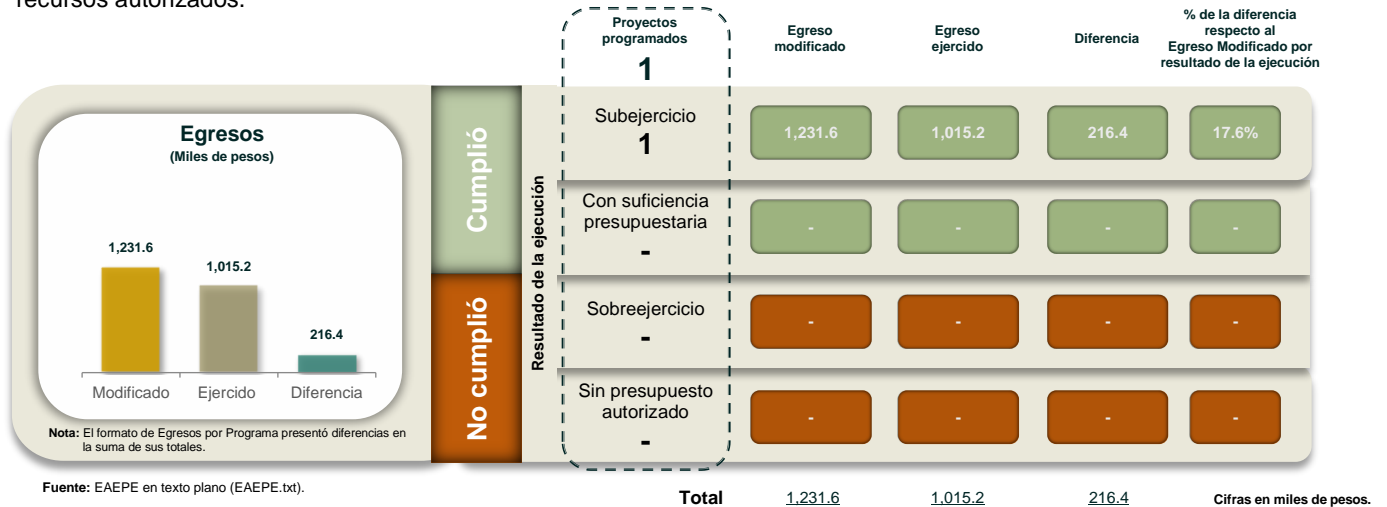 recursos autorizados.
Proyectos
programados
1
Egreso
modificado
Egreso
ejercido
Diferencia
% de la diferencia
respecto al
Egreso Modificado por
resultado de la ejecución
Egresos
(Miles de pesos)
1,231.6
1,015.2
216.4
Modificado
Ejercido
Diferencia
Nota: El formato de Egresos por Programa presentó diferencias en
la suma de sus totales.
Cumplió
No cumplió
Resultado de la ejecución
Subejercicio
1
1,231.6
1,015.2
216.4
17.6%
Con suficiencia
presupuestaria
-
-
-
-
-
Sobreejercicio
-
-
-
-
-
Sin presupuesto
autorizado
-
-
-
-
-
Fuente: EAEPE en texto plano (EAEPE.txt).
Total
1,231.6
1,015.2
216.4
Cifras en miles de pesos.